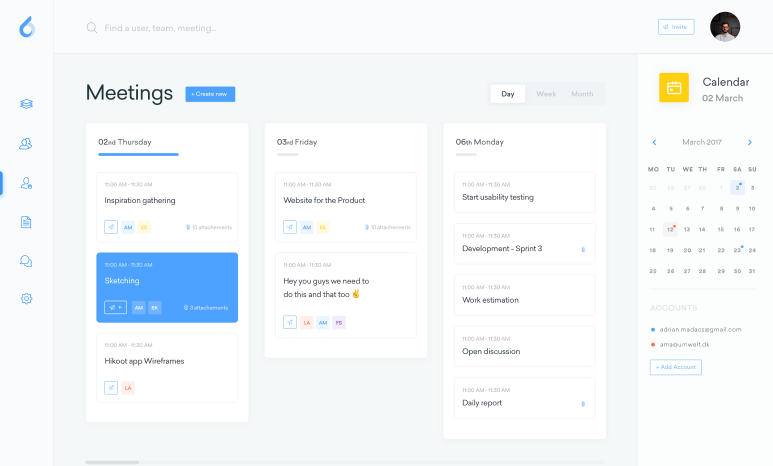 Find a user, team, meeting...
Invite
Meetings
+ Create new
Day
Week
Month
02nd Thursday
11:00 AM - 11:30 AM
Inspiration gathering
AM
10 attachements
11:00 AM - 11:30 AM
Sketching
+
AM
3 attachements
11:00 AM - 11:30 AM
Hikoot app Wireframes
LA
03rd Friday
11:00 AM - 11:30 AM
Website for the Product
AM
10 attachements
11:00 AM - 11:30 AM
Hey you guys we need to
do this and that too ✌
LA AM PS
06th Monday
11:00 AM - 11:30 AM
Start usability testing
11:00 AM - 11:30 AM
Development - Sprint 3
11:00 AM - 11:30 AM
Work estimation
11:00 AM - 11:30 AM
Open discussion
11:00 AM - 11:30 AM
Daily report
Calendar
02 March
March 2017
MO TU WE TH FR SA SU
1 2 3
4 5 6 7 8 9 10
11 12 13 14 15 16 17
18 19 20 21 22 23 24
25 26 27 28 29 30 31
ACCOUNTS
adrian.madacs@gmail.com
ama@umwelt.dk
+ Add Account